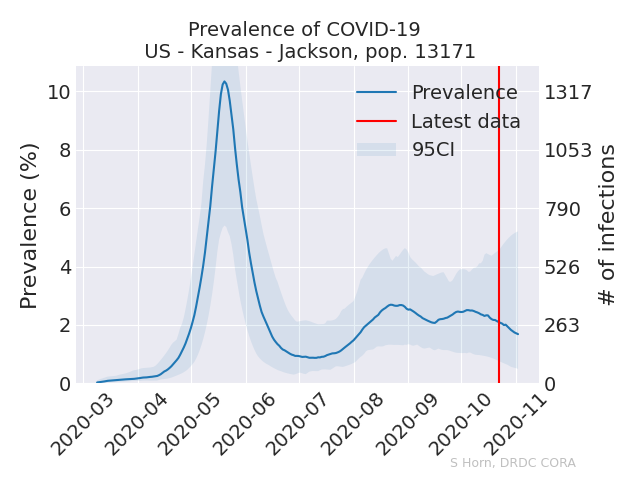 Prevalence of COVID-19
US - Kansas - Jackson, pop. 13171
Prevalence (%)
10
8
6
4
2
0
Prevalence
Latest data
95CI
1317
1053
790
526
263
0
# of infections
2020-03
2020-04
2020-05
2020-06
2020-07
2020-08
2020-09
2020-10
2020-11
S Horn, DRDC CORA